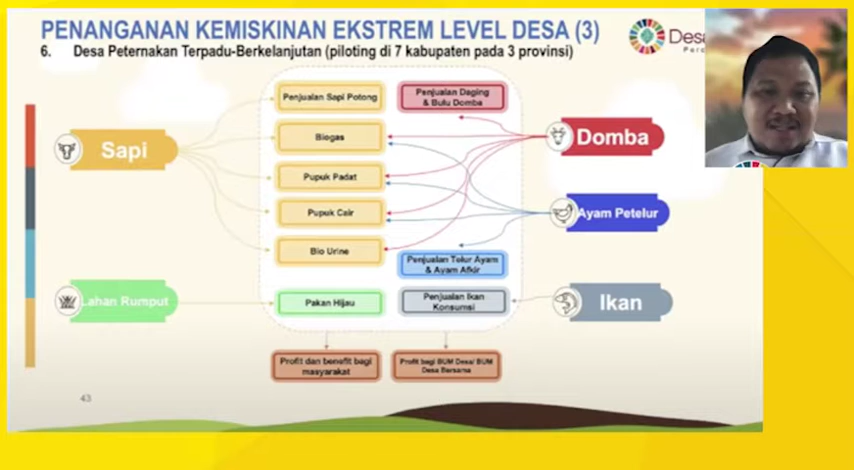 PENANGANAN KEMISKINAN EKSTREM LEVEL DESA (3)
6. Desa Peternakan Terpadu-Berkelanjutan (piloting di 7 kabupaten pada 3 provinsi)
Desa
Perc
Penjualan Sapi Potong
Penjualan Daging
& Bulu Domba
Sapi
Biogas
Domba
Pupuk Padat
Pupuk Cair
Ayam Petelur
Bio Urine
Penjualan Telur Ayam
& Ayam Afkir
Lahan Rumput
Pakan Hijau
Penjualan Ikan
Konsumsi
Ikan
Profit dan benefit bagi
masyarakat
Profit bagi BUM Desa/ BUM
Desa Bersama
43